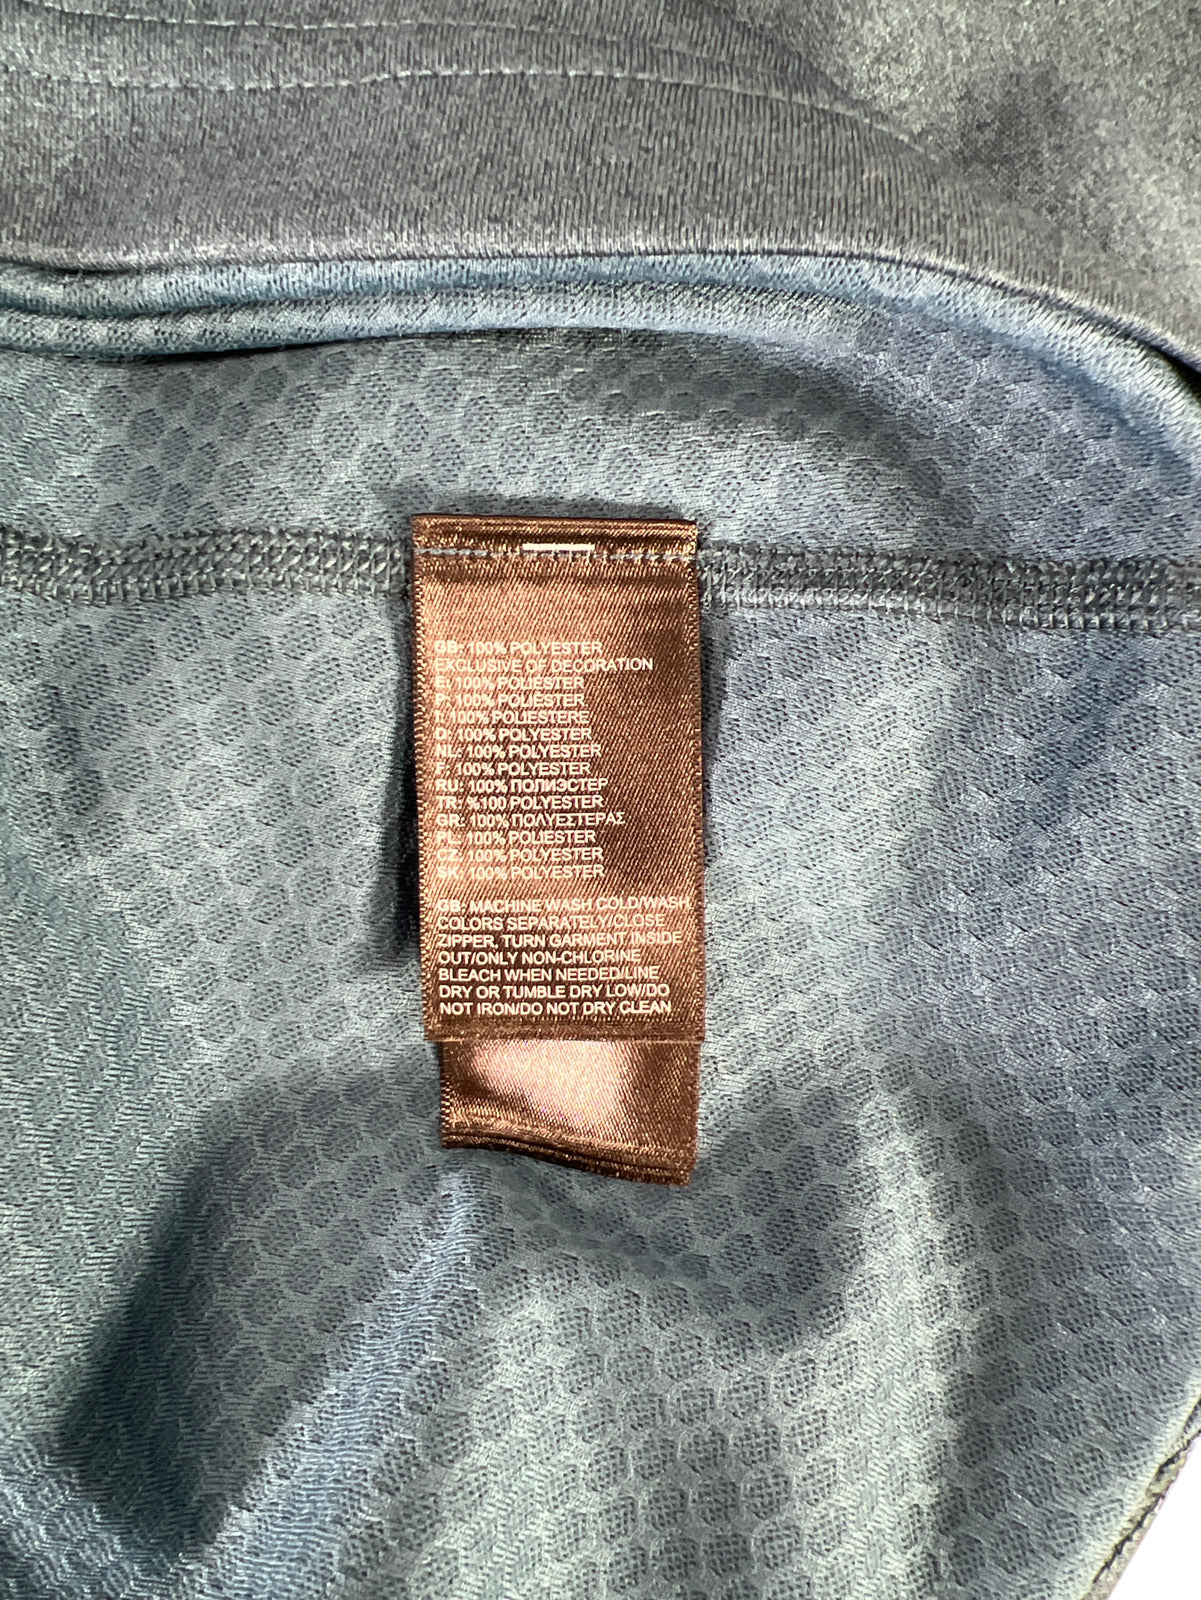 GB: 100% POLYESTER
EXCLUSIVE OF DECORATION
E: 100% POLIESTER
P: 100% POLIÉSTER
I: 100% POLIESTERE
D: 100% POLYESTER
NL: 100% POLYESTER
F: 100% POLYESTER
RU: 100% ПОЛИЭСТЕР
TR: %100 POLYESTER
GR: 100% ΠΟΛΥΕΣΤΕΡΑΣ
PL: 100% POLIESTER
CZ: 100% POLYESTER
SK: 100% POLYESTER
GB: MACHINE WASH COLD/WASH
COLORS SEPARATELY/CLOSE
ZIPPER, TURN GARMENT INSIDE
OUT/ONLY NON-CHLORINE
BLEACH WHEN NEEDED/LINE
DRY OR TUMBLE DRY LOW/DO
NOT IRON/DO NOT DRY CLEAN